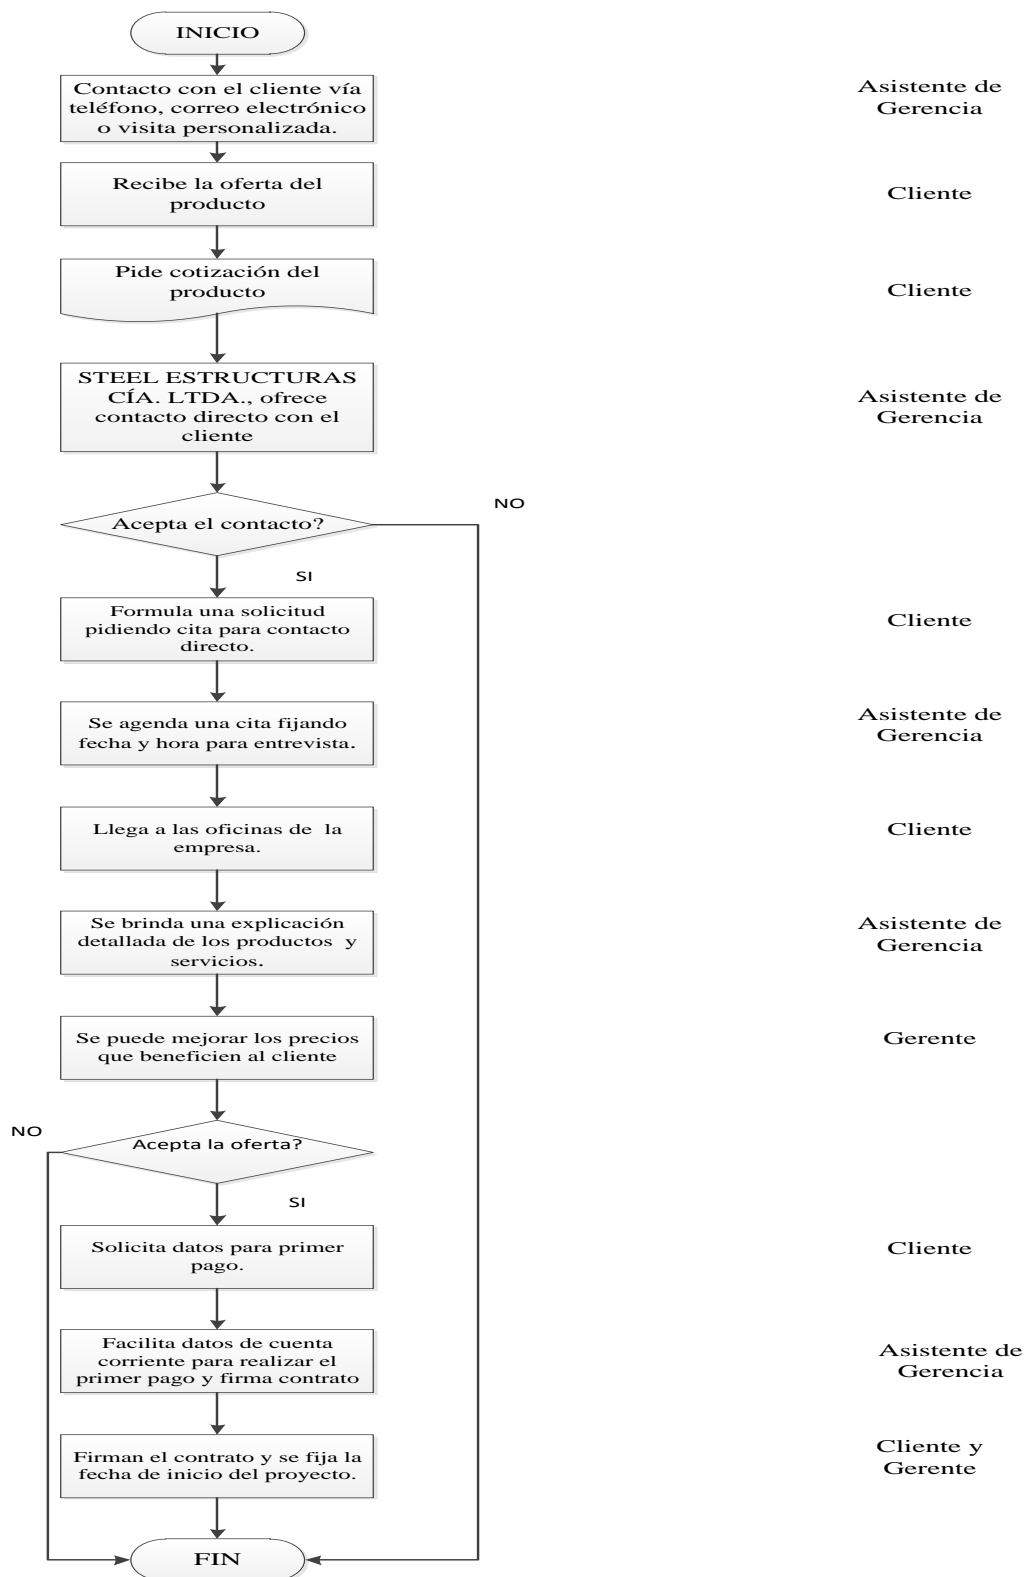 INICIO
Contacto con el cliente vía
teléfono, correo electrónico
o visita personalizada.
Asistente de
Gerencia
Recibe la oferta del
producto
Cliente
Pide cotización del
producto
Cliente
STEEL ESTRUCTURAS
CÍA. LTDA., ofrece
contacto directo con el
cliente
Asistente de
Gerencia
NO
Acepta el contacto?
SI
Formula una solicitud
pidiendo cita para contacto
directo.
Cliente
Se agenda una cita fijando
fecha y hora para entrevista.
Asistente de
Gerencia
Llega a las oficinas de  la
empresa.
Cliente
Se brinda una explicación
detallada de los productos  y
servicios.
Asistente de
Gerencia
Se puede mejorar los precios
que beneficien al cliente
Gerente
NO
Acepta la oferta?
SI
Solicita datos para primer
pago.
Cliente
Facilita datos de cuenta
corriente para realizar el
primer pago y firma contrato
Asistente de
Gerencia
Firman el contrato y se fija la
fecha de inicio del proyecto.
Cliente y
Gerente
FIN